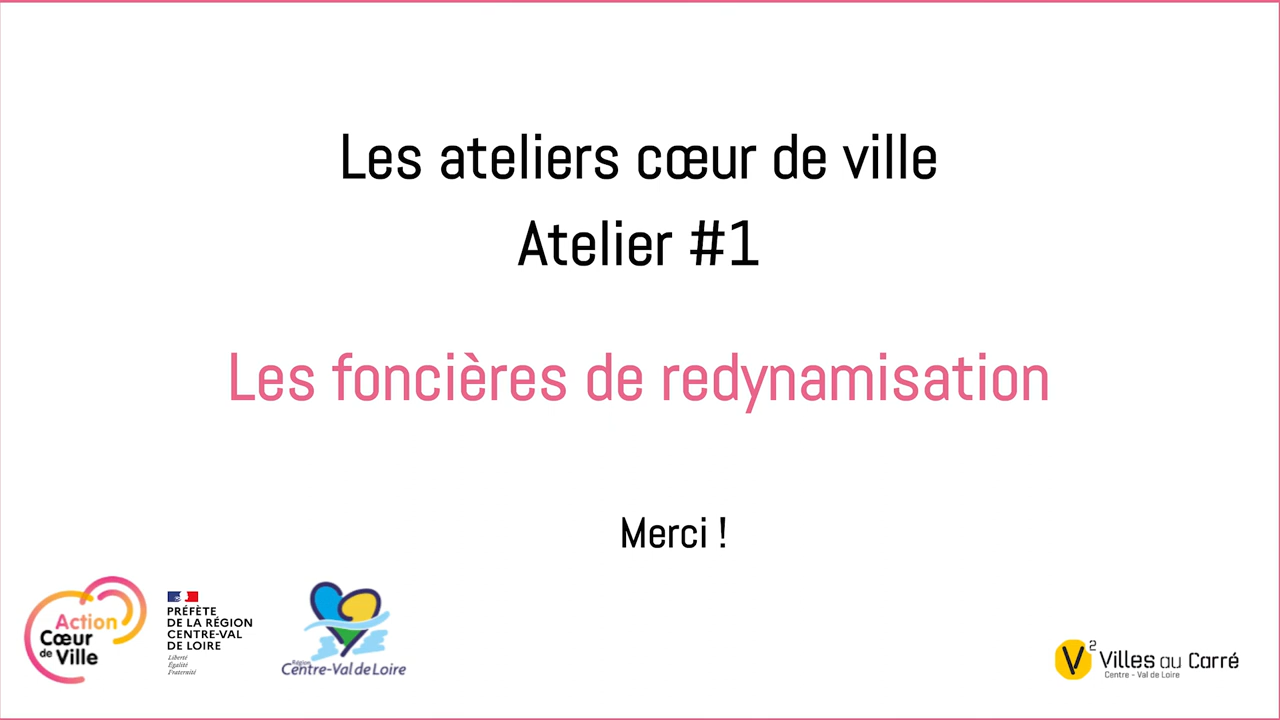 Les ateliers cœur de ville
Atelier #1
Les foncières de redynamisation
Merci !
Action
Cœur
de Ville
PRÉFÈTE
DE LA RÉGION
CENTRE-VAL
DE LOIRE
Liberté
Égalité
Fraternité
Région
Centre-Val de Loire
V2 Villes au Carré
Centre - Val de Loire